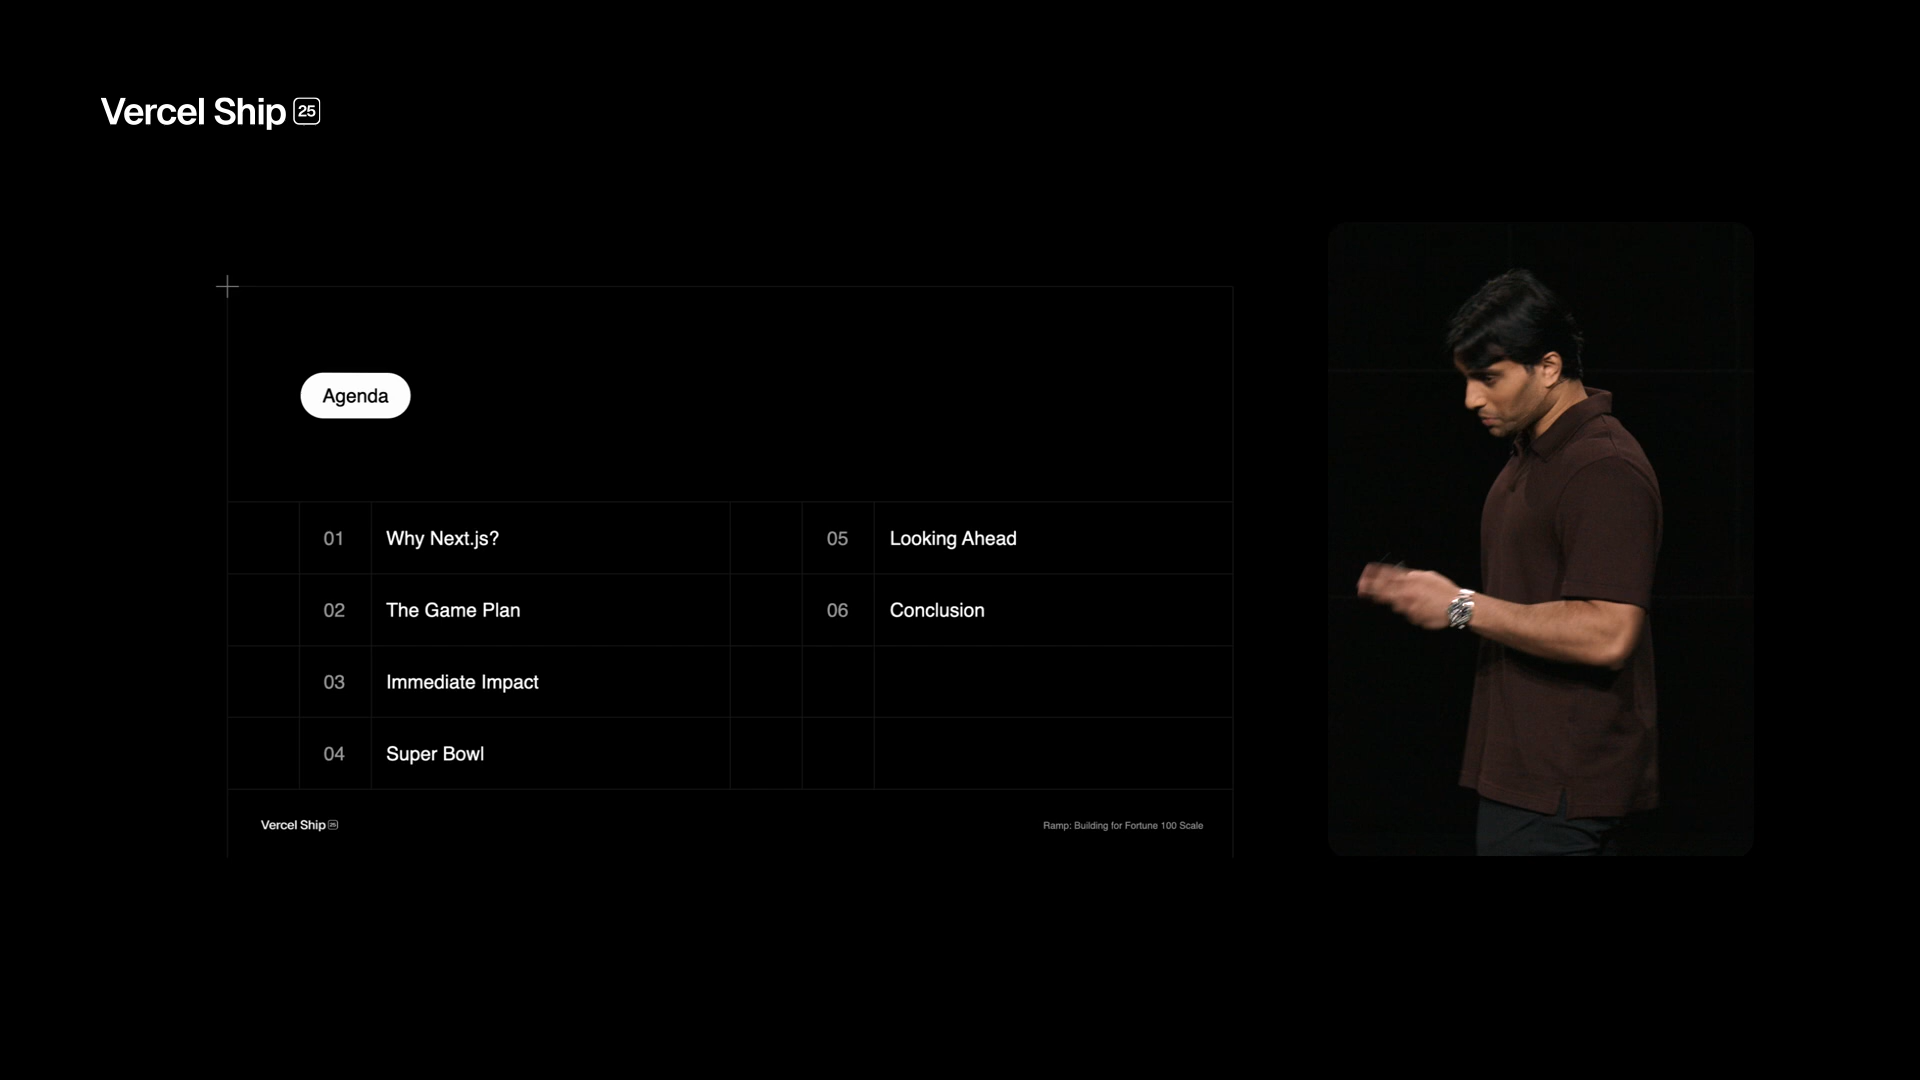 Vercel Ship 25
Agenda
01 Why Next.js?
02 The Game Plan
03 Immediate Impact
04 Super Bowl
05 Looking Ahead
06 Conclusion
Vercel Ship 25
Ramp: Building for Fortune 100 Scale